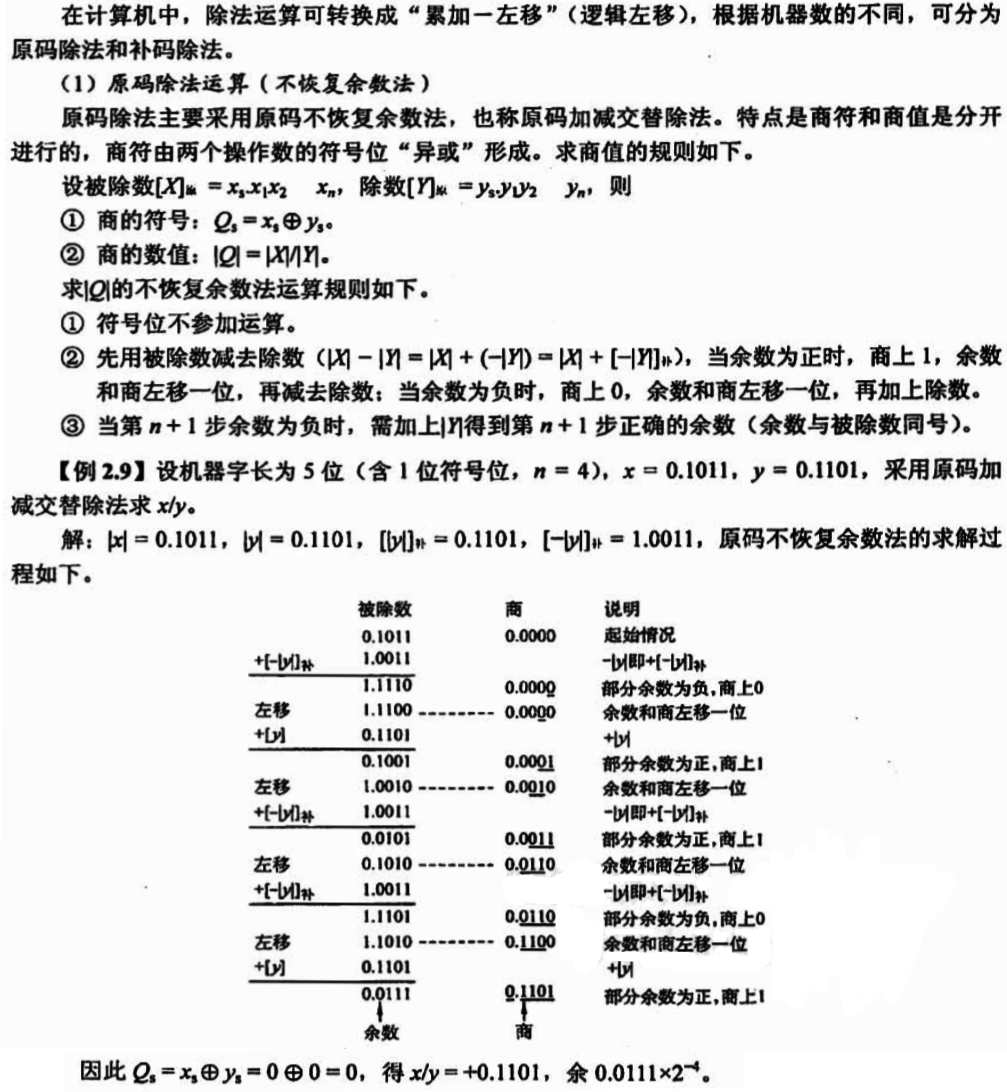 在计算机中，除法运算可转换成“累加一左移”（逻辑左移），根据机器数的不同，可分为
原码除法和补码除法。
（1）原码除法运算（不恢复余数法）
原码除法主要采用原码不恢复余数法，也称原码加减交替除法。特点是商符和商值是分开
进行的，商符由两个操作数的符号位“异或”形成。求商值的规则如下。
设被除数[X]原 = xs.x1x2 xn，除数[Y]原 = ys.y1y2 yn，则
① 商的符号：Qs = xs⊕ys。
② 商的数值：|Q| = |X|/|Y|。
求|Q|的不恢复余数法运算规则如下。
① 符号位不参加运算。
② 先用被除数减去除数（|X| − |Y| = |X| + (−|Y|) = |X| + [−|Y|]补），当余数为正时，商上 1，余数
和商左移一位，再减去除数；当余数为负时，商上 0，余数和商左移一位，再加上除数。
③ 当第 n + 1 步余数为负时，需加上|Y|得到第 n + 1 步正确的余数（余数与被除数同号）。
【例 2.9】设机器字长为 5 位（含 1 位符号位，n = 4），x = 0.1011，y = 0.1101，采用原码加
减交替除法求 x/y。
解：|x| = 0.1011，|y| = 0.1101，[|y|]补 = 0.1101，[−|y|]补 = 1.0011，原码不恢复余数法的求解过
程如下。
被除数 商 说明
0.1011 0.0000 起始情况
+[−|y|]补 1.0011 −|y|即+[−|y|]补
1.1110 0.0000 部分余数为负,商上0
左移 1.1100 -------- 0.0000 余数和商左移一位
+[y] 0.1101 +|y|
0.1001 0.0001 部分余数为正,商上1
左移 1.0010 -------- 0.0010 余数和商左移一位
+[−|y|]补 1.0011 −|y|即+[−|y|]补
0.0101 0.0011 部分余数为正,商上1
左移 0.1010 -------- 0.0110 余数和商左移一位
+[−|y|]补 1.0011 −|y|即+[−|y|]补
1.1101 0.0110 部分余数为负,商上0
左移 1.1010 -------- 0.1100 余数和商左移一位
+[y] 0.1101 +|y|
0.0111 0.1101 部分余数为正,商上1
余数 商
因此 Qs = xs⊕ys = 0⊕0 = 0，得 x/y = +0.1101，余 0.0111×2⁻⁴。